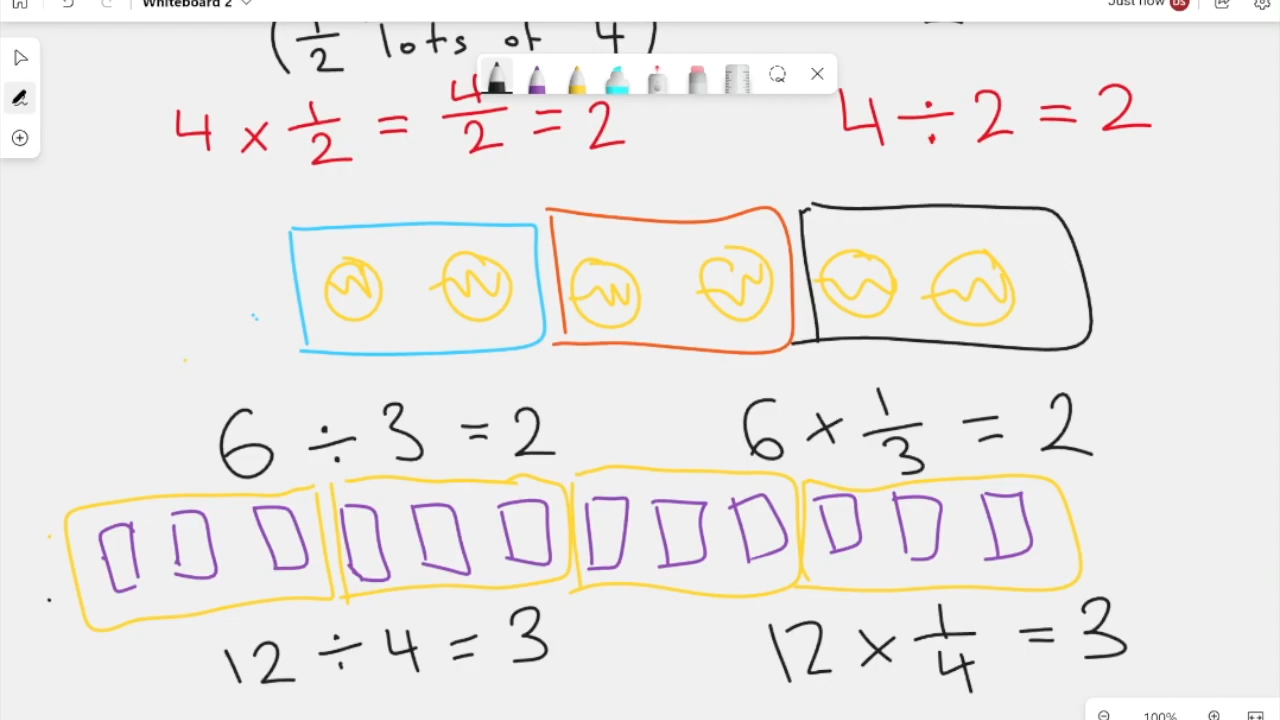 Whiteboard 2
Just now DS
(1/2 lots of 4)
4 × 1/2 = 4/2 = 2
4 ÷ 2 = 2
6 ÷ 3 = 2
6 × 1/3 = 2
12 ÷ 4 = 3
12 × 1/4 = 3
100%